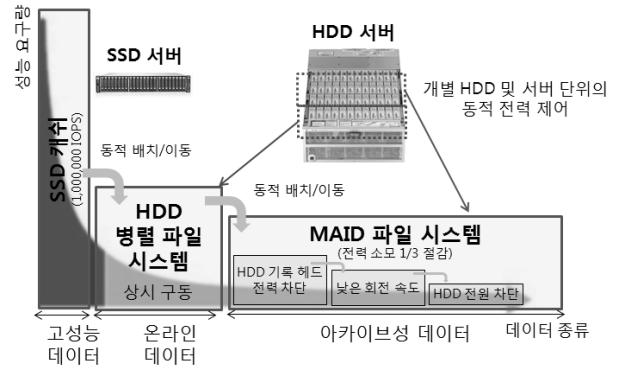 성능 요구량
SSD 서버
HDD 서버
개별 HDD 및 서버 단위의
동적 전력 제어
SSD 캐쉬
(1,000,000 IOPS)
동적 배치/이동
동적 배치/이동
HDD
병렬 파일
시스템
상시 구동
MAID 파일 시스템
(전력 소모 1/3 절감)
HDD 기록 헤드
전력 차단
낮은 회전 속도
HDD 전원 차단
고성능
데이터
온라인
데이터
아카이브성 데이터
데이터 종류